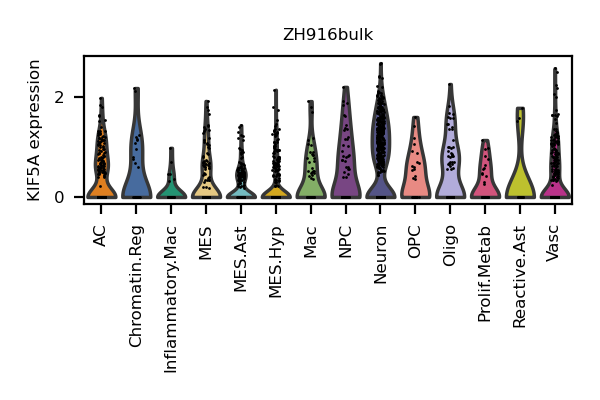 ZH916bulk
KIF5A expression
2
0
AC
Chromatin.Reg
Inflammatory.Mac
MES
MES.Ast
MES.Hyp
Mac
NPC
Neuron
OPC
Oligo
Prolif.Metab
Reactive.Ast
Vasc